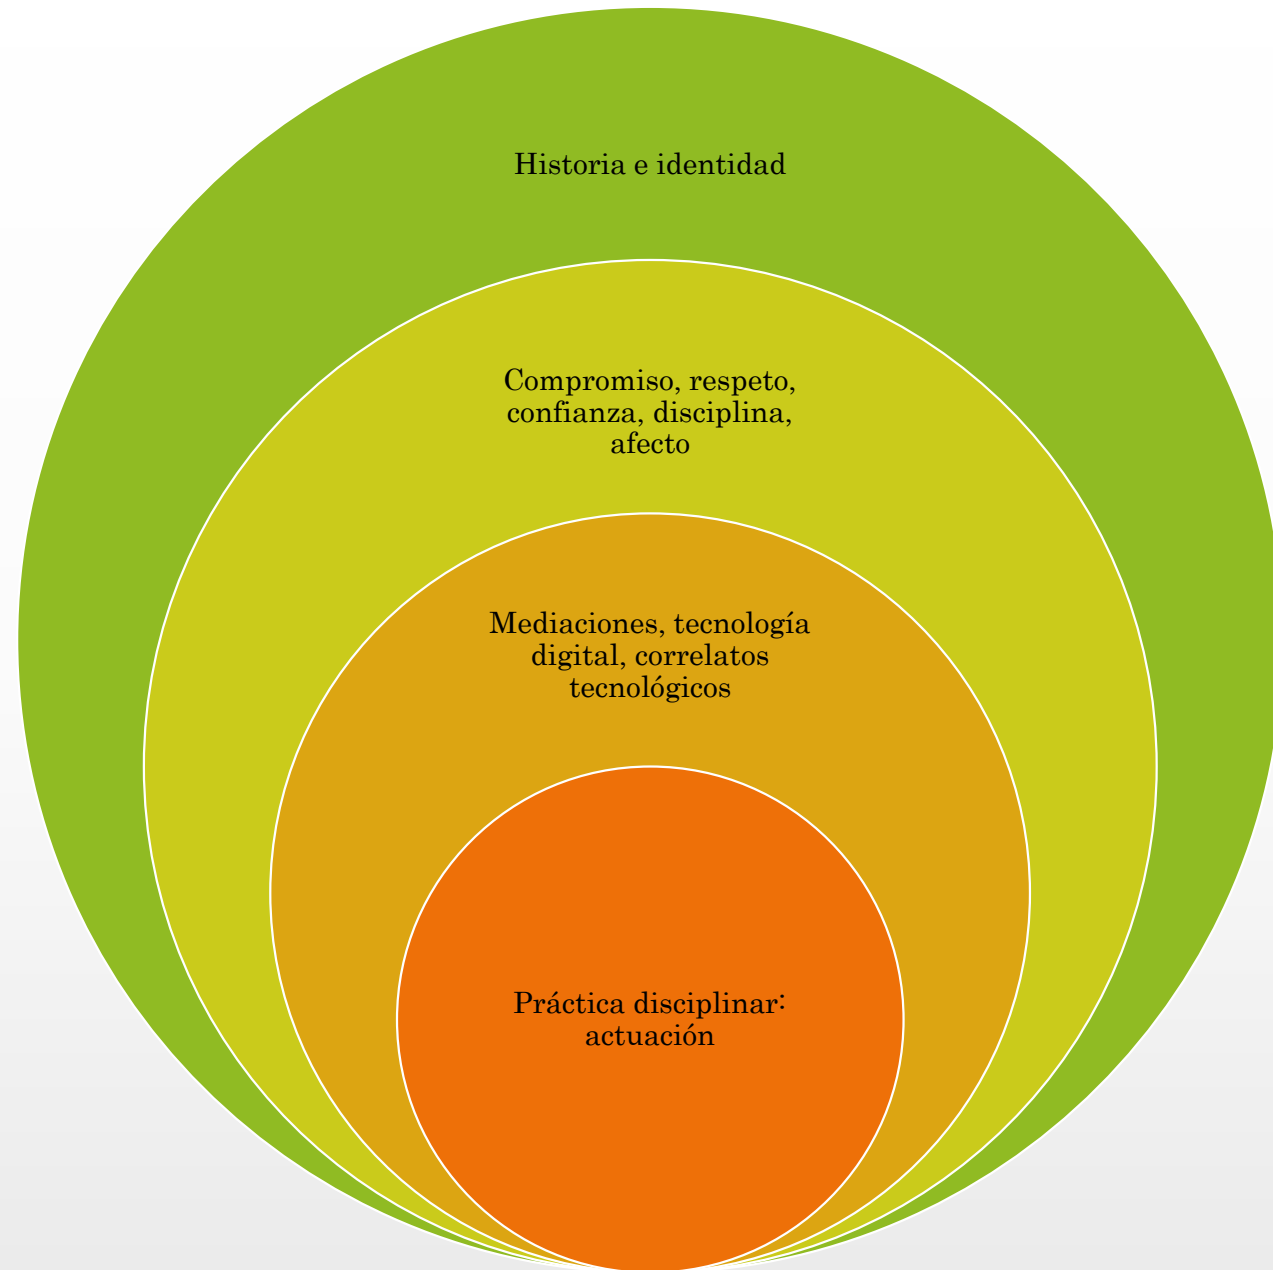 Historia e identidad
Compromiso, respeto,
confianza, disciplina,
afecto
Mediaciones, tecnología
digital, correlatos
tecnológicos
Práctica disciplinar:
actuación